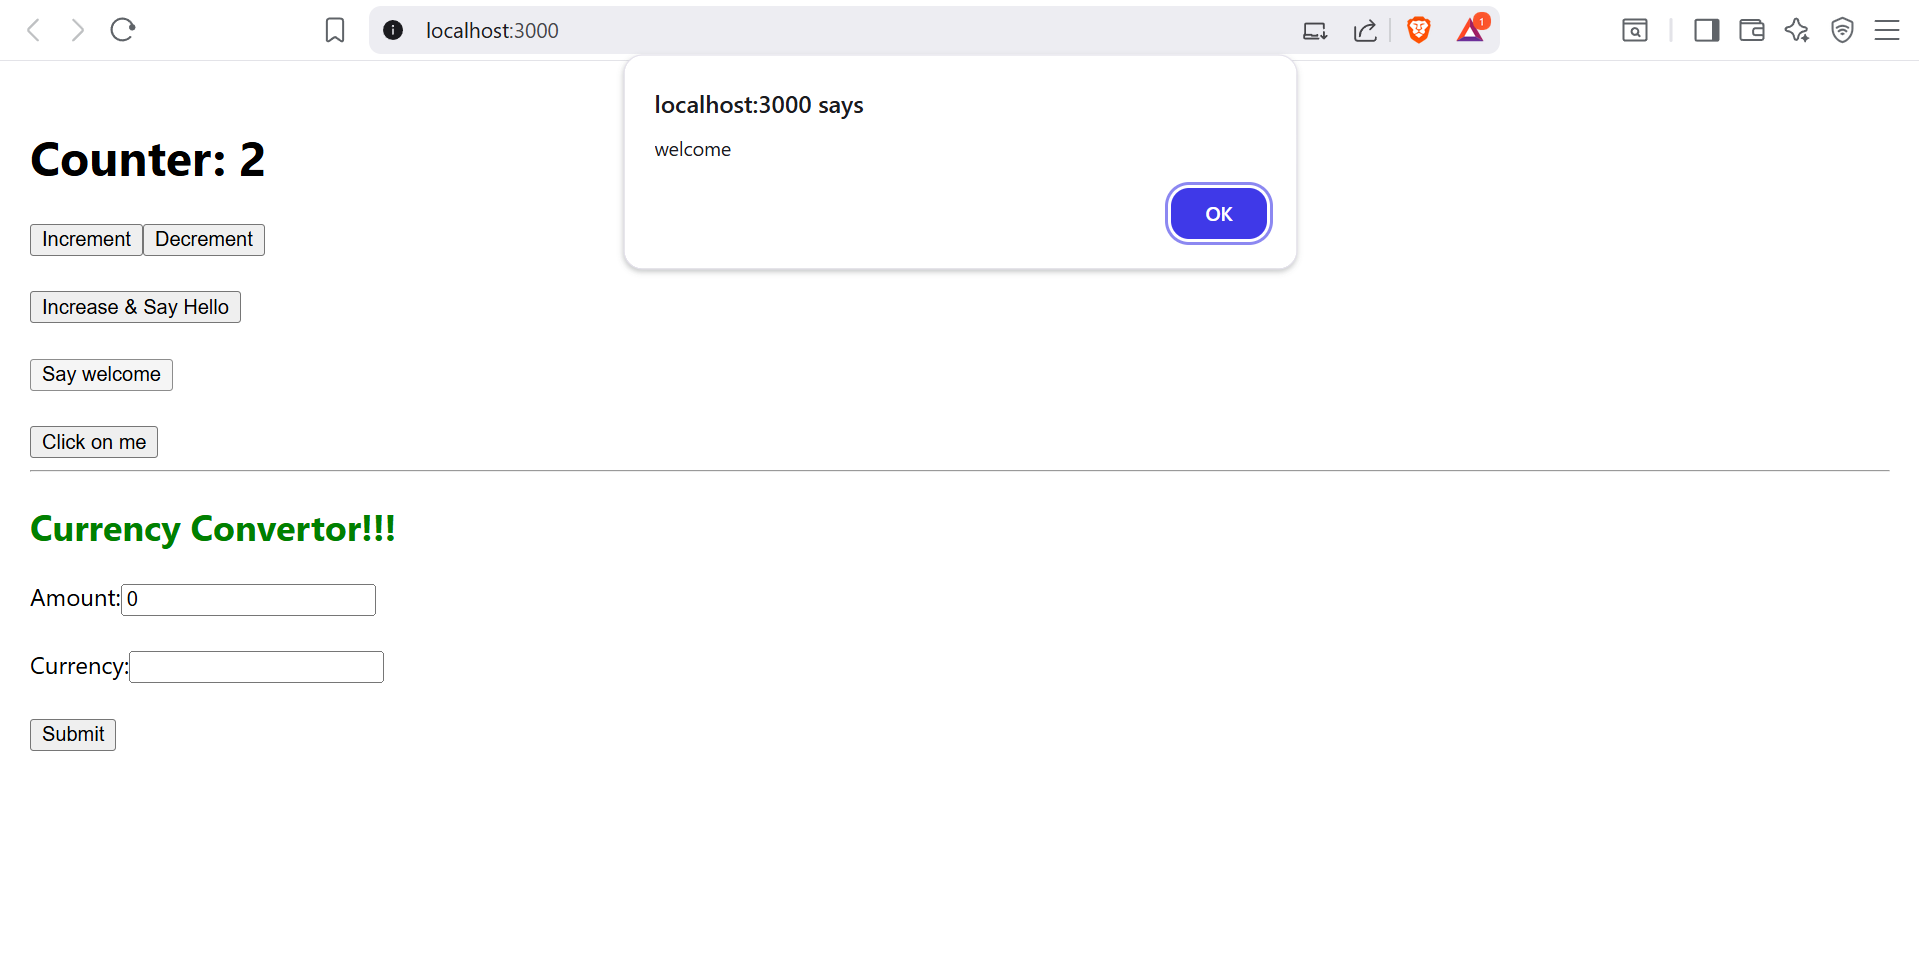 localhost:3000
1
localhost:3000 says
welcome
OK
Counter: 2
Increment Decrement
Increase & Say Hello
Say welcome
Click on me
Currency Convertor!!!
Amount: 0
Currency:
Submit